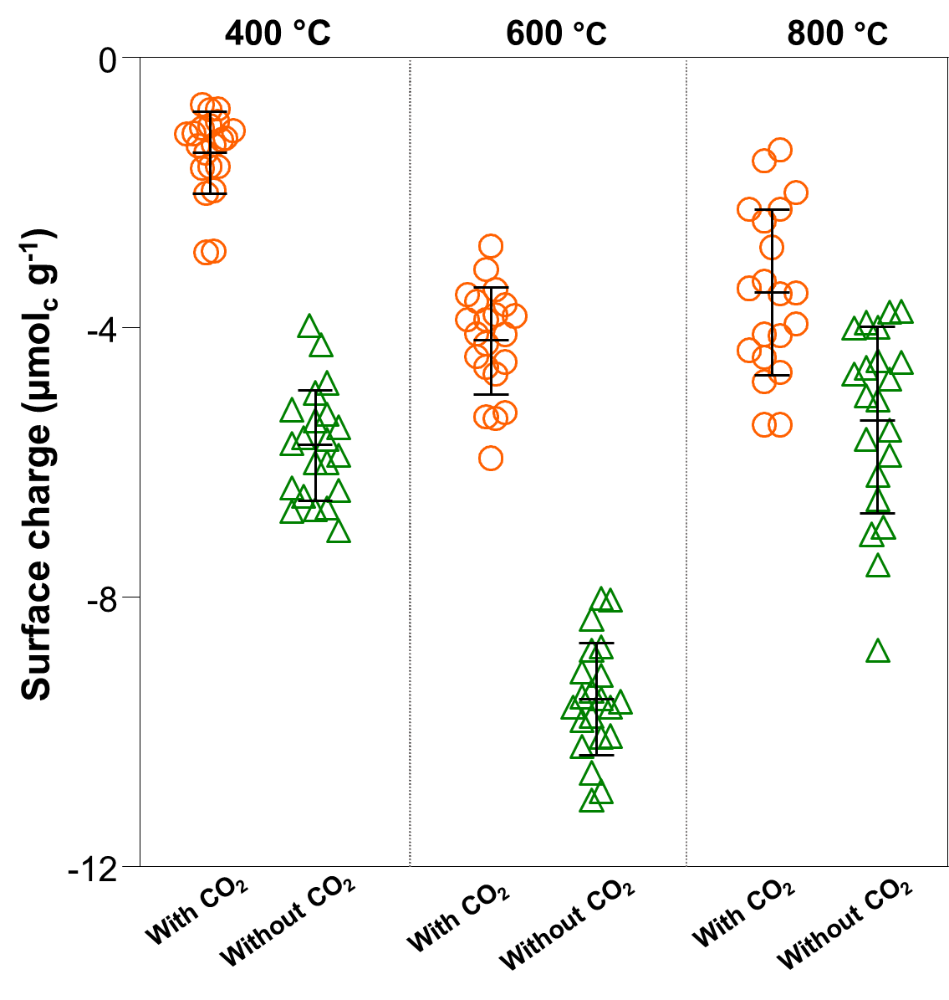 400 °C 600 °C 800 °C
0
-4
-8
-12
Surface charge (µmol_c g⁻¹)
With CO₂
Without CO₂
With CO₂
Without CO₂
With CO₂
Without CO₂